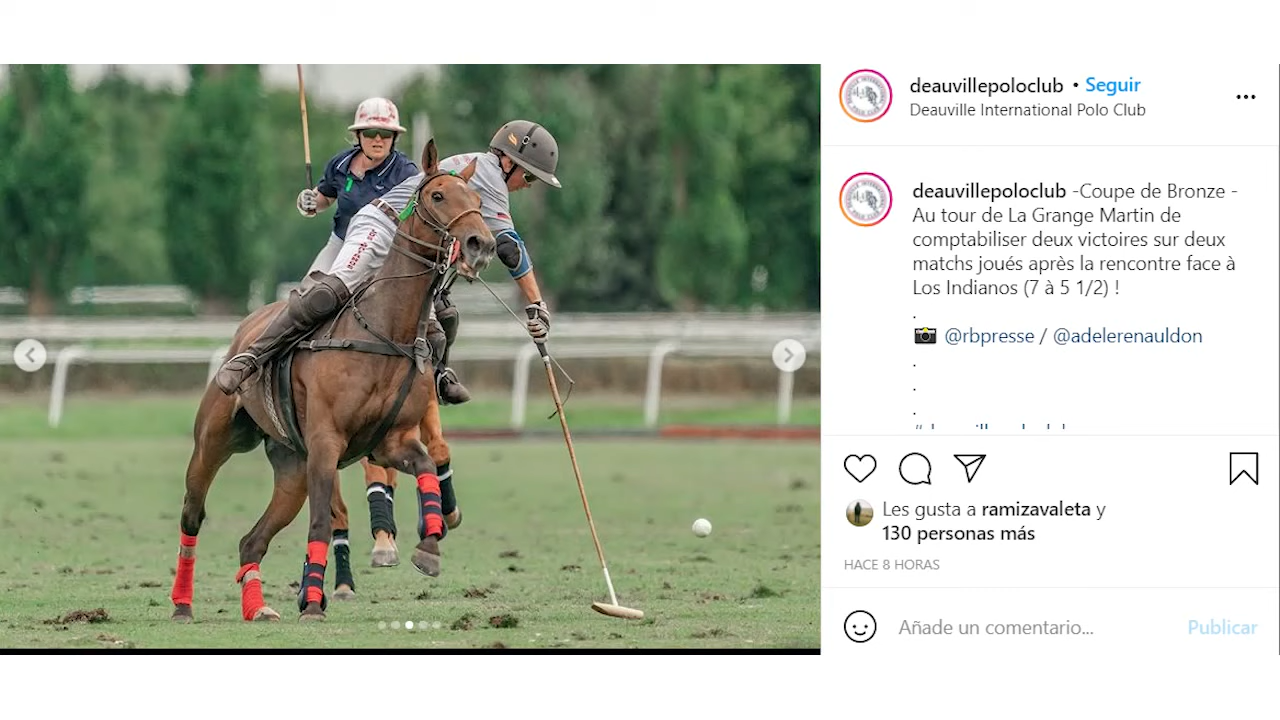 deauvillepoloclub • Seguir
Deauville International Polo Club
deauvillepoloclub -Coupe de Bronze -
Au tour de La Grange Martin de
comptabiliser deux victoires sur deux
matchs joués après la rencontre face à
Los Indianos (7 à 5 1/2) !
.
@rbpresse / @adelerenauldon
.
.
.
Les gusta a ramizavaleta y
130 personas más
HACE 8 HORAS
Añade un comentario...
Publicar